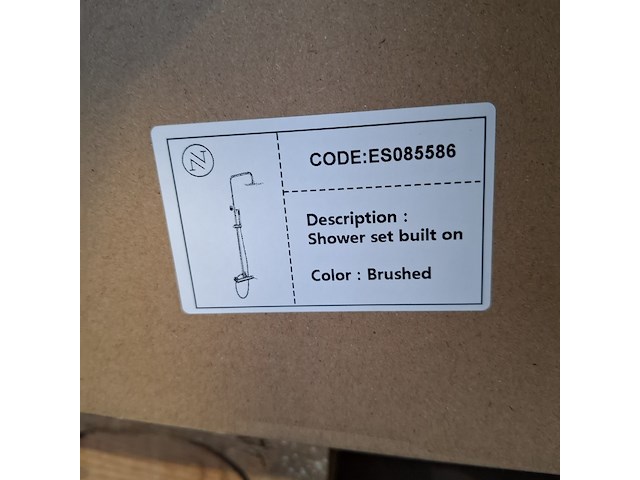 CODE:ES085586
Description :
Shower set built on
Color : Brushed